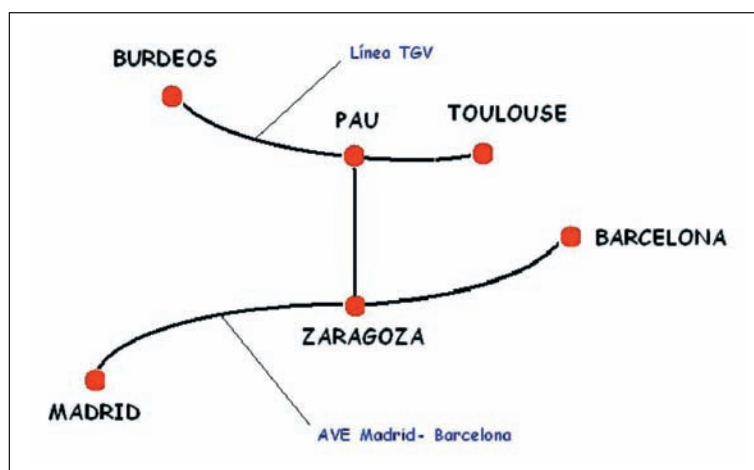 BURDEOS
Línea TGV
PAU
TOULOUSE
BARCELONA
ZARAGOZA
MADRID
AVE Madrid- Barcelona